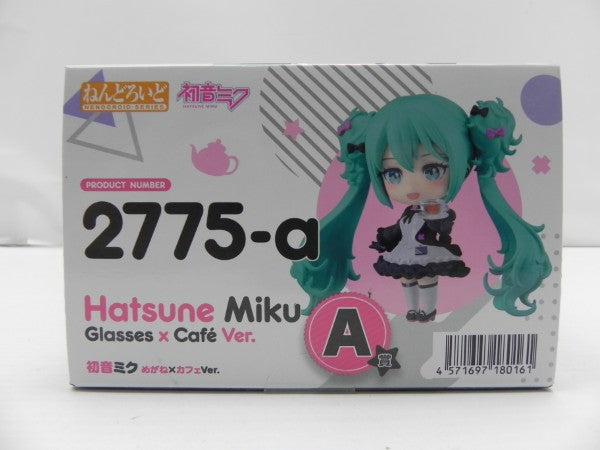 ねんどろいど
NENDOROID-SERIES
初音ミク
HATSUNE MIKU
PRODUCT NUMBER
2775-a
Hatsune Miku
Glasses x Café Ver.
A
賞
初音ミク めがね×カフェVer.
4 571697 180161